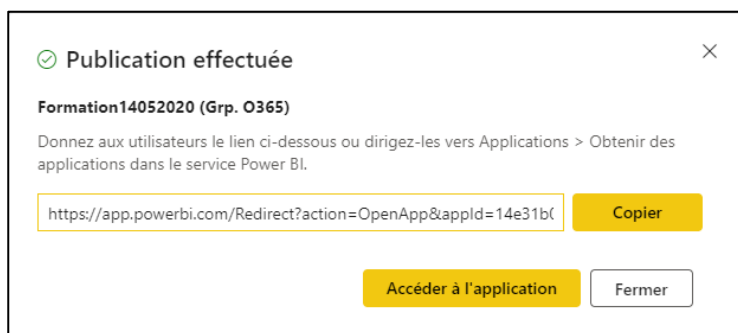 Publication effectuée
Formation14052020 (Grp. O365)
Donnez aux utilisateurs le lien ci-dessous ou dirigez-les vers Applications > Obtenir des
applications dans le service Power BI.
https://app.powerbi.com/Redirect?action=OpenApp&appId=14e31b0
Copier
Accéder à l'application
Fermer